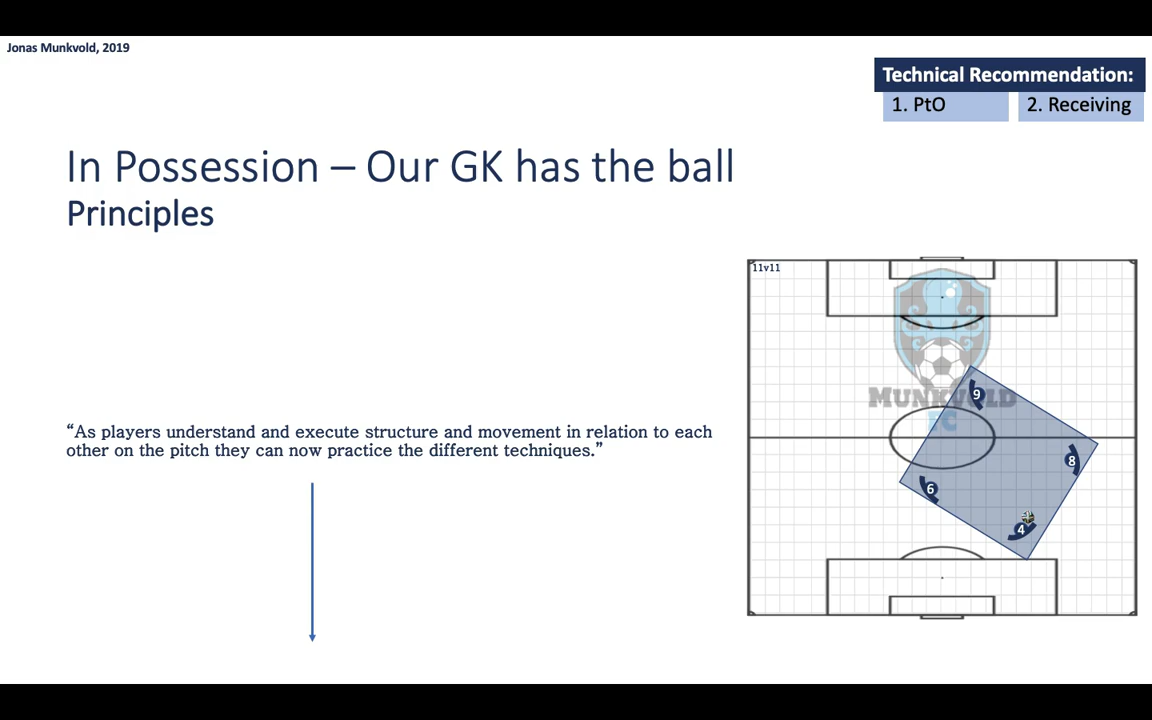 Jonas Munkvold, 2019
Technical Recommendation:
1. PtO
2. Receiving
In Possession – Our GK has the ball
Principles
11v11
MUNKVOLD
FC
9
8
6
4
“As players understand and execute structure and movement in relation to each
other on the pitch they can now practice the different techniques.”